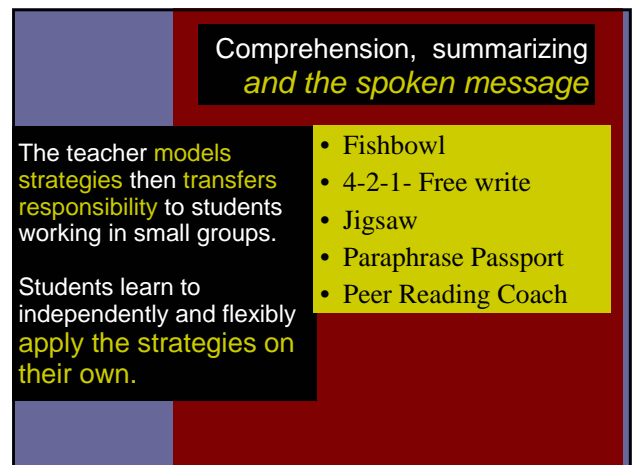 Comprehension, summarizing
and the spoken message
The teacher models
strategies then transfers
responsibility to students
working in small groups.
Students learn to
independently and flexibly
apply the strategies on
their own.
• Fishbowl
• 4-2-1- Free write
• Jigsaw
• Paraphrase Passport
• Peer Reading Coach